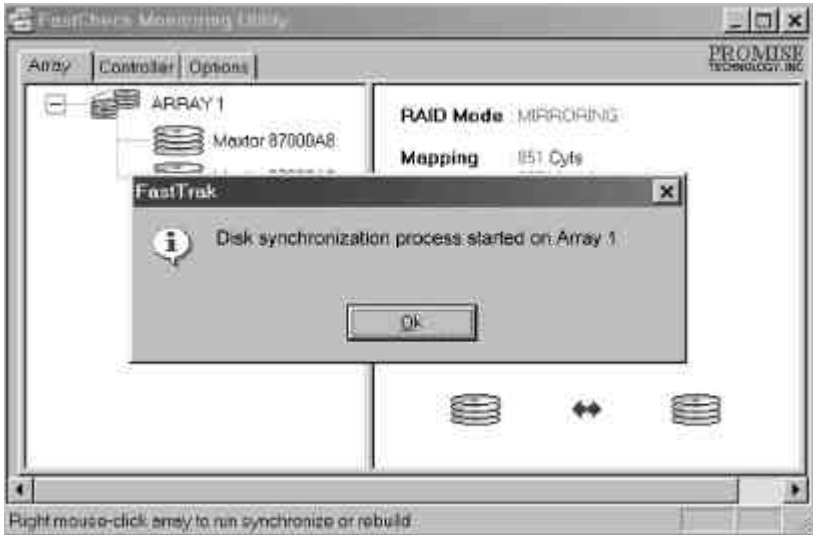 FastCheck Monitoring Utility
PROMISE
TECHNOLOGY, INC
Array
Controller
Options
ARRAY 1
Maxtor 87000A8
RAID Mode MIRRORING
Mapping 851 Cyls
FastTrak
Disk synchronization process started on Array 1
Ok
Right mouse-click array to run synchronize or rebuild